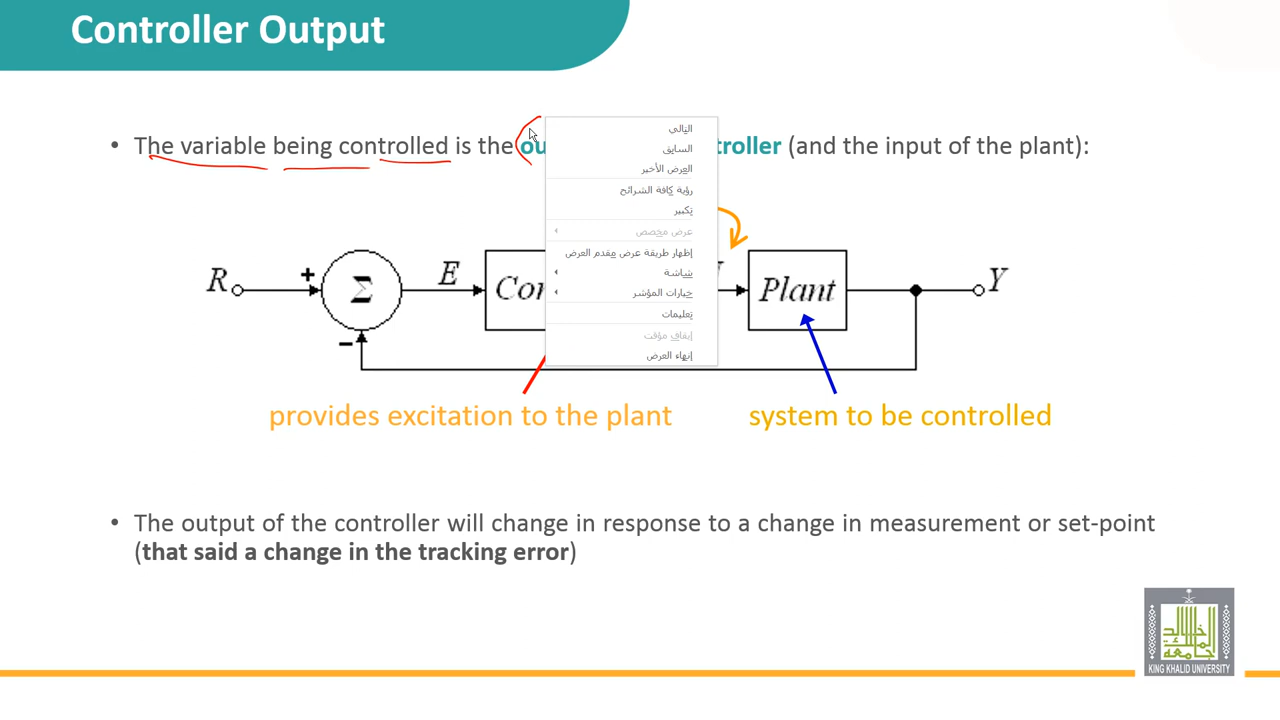 Controller Output
• The variable being controlled is the (and the input of the plant):
التالي
السابق
العرض الأخير
رؤية كافة الشرائح
تكبير
عرض مخصص
إظهار طريقة عرض مقدم العرض
شاشة
خيارات المؤشر
تعليمات
إيقاف مؤقت
إنهاء العرض
R + Σ E Plant Y
−
provides excitation to the plant system to be controlled
• The output of the controller will change in response to a change in measurement or set-point
(that said a change in the tracking error)
جامعة الملك خالد
KING KHALID UNIVERSITY